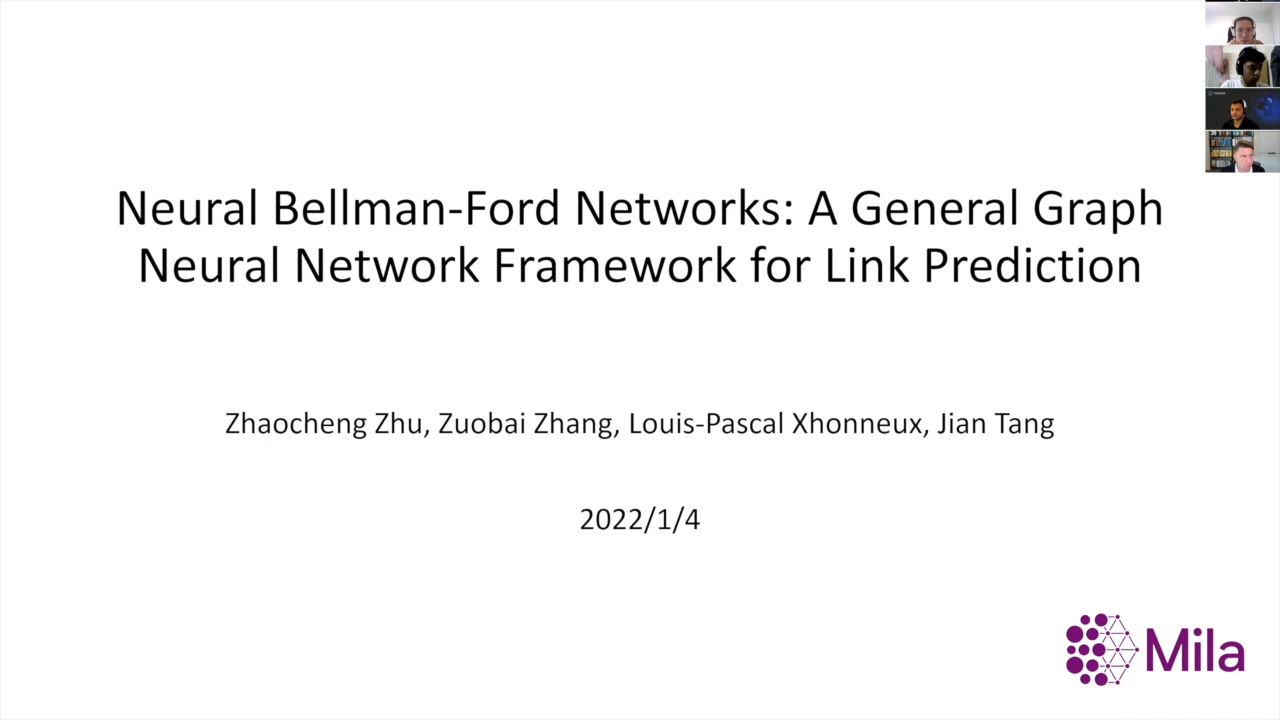 Neural Bellman-Ford Networks: A General Graph
Neural Network Framework for Link Prediction
Zhaocheng Zhu, Zuobai Zhang, Louis-Pascal Xhonneux, Jian Tang
2022/1/4
Mila